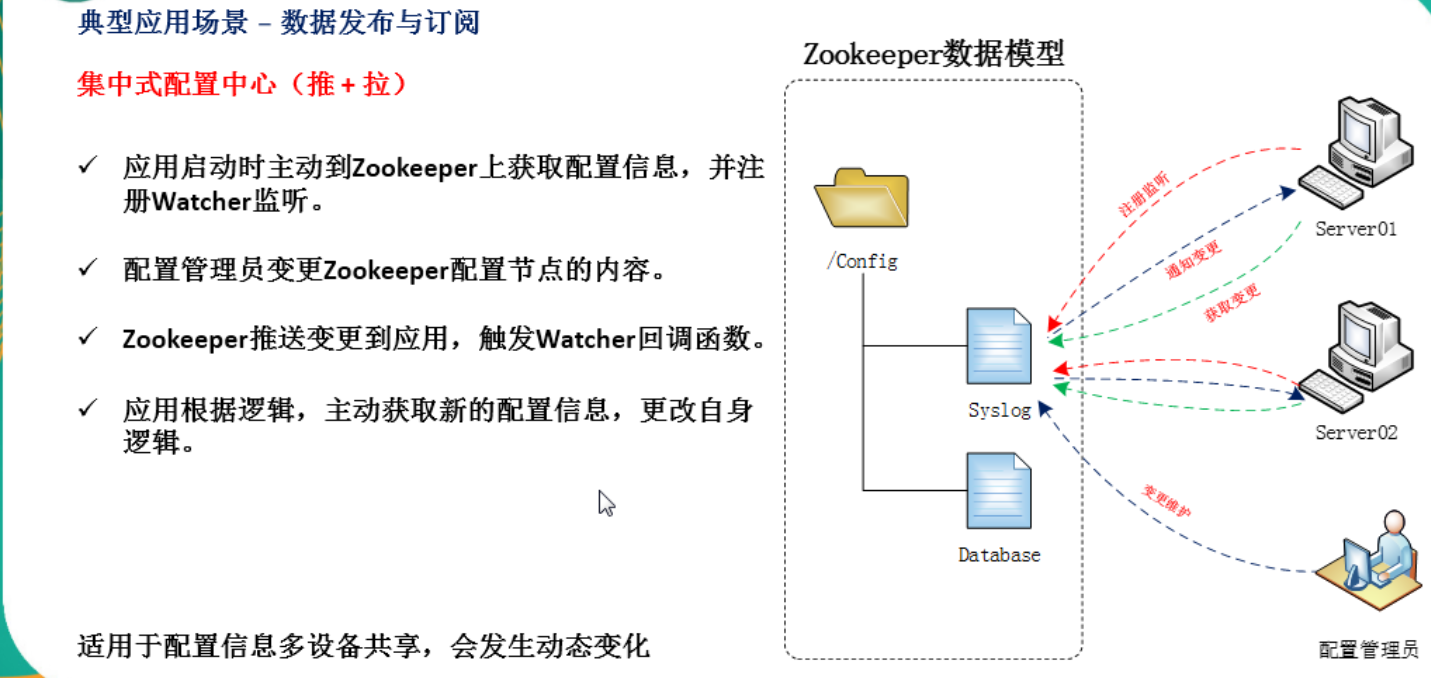 典型应用场景 – 数据发布与订阅
集中式配置中心（推+拉）
✓ 应用启动时主动到Zookeeper上获取配置信息，并注
册Watcher监听。
✓ 配置管理员变更Zookeeper配置节点的内容。
✓ Zookeeper推送变更到应用，触发Watcher回调函数。
✓ 应用根据逻辑，主动获取新的配置信息，更改自身
逻辑。
适用于配置信息多设备共享，会发生动态变化
Zookeeper数据模型
/Config
Syslog
Database
注册监听
通知变更
获取变更
变更维护
Server01
Server02
配置管理员